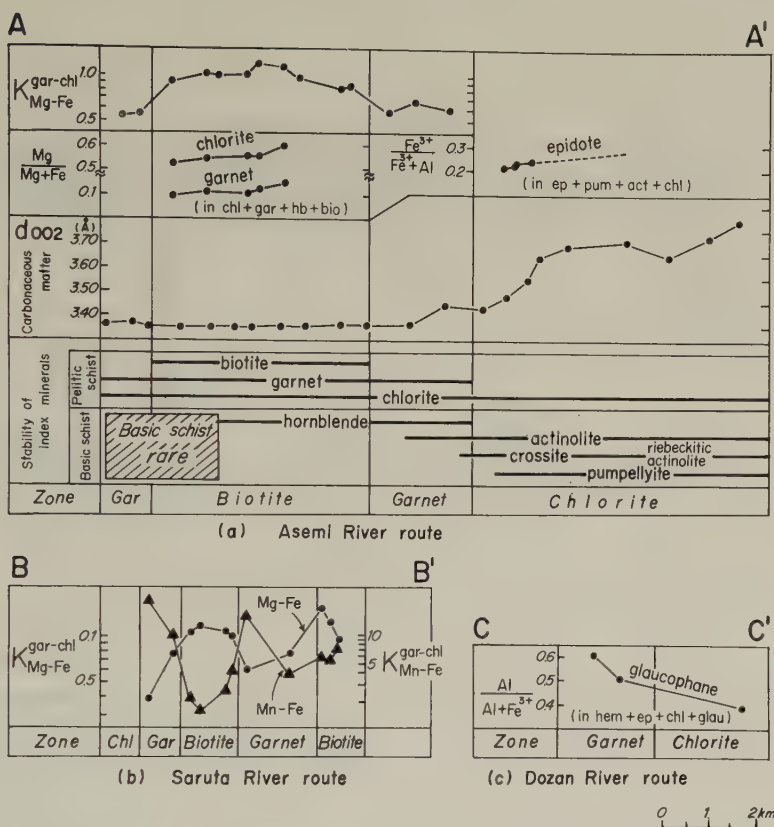 A A'
K gar-chl Mg-Fe
1.0
0.5
Mg/Mg+Fe
0.6
0.5
0.1
chlorite
garnet
(in chl+gar+hb+bio)
Fe3+/Fe3++Al
0.3
0.2
epidote
(in ep+pum+act+chl)
d002 (Å)
Carbonaceous matter
3.70
3.60
3.50
3.40
Stability of index minerals
Pelitic schist
biotite
garnet
chlorite
Basic schist
Basic schist rare
hornblende
actinolite
crossite
riebeckitic actinolite
pumpellyite
Zone Gar Biotite Garnet Chlorite
(a) Asemi River route
B B'
K gar-chl Mg-Fe
0.1
0.5
Mg-Fe
Mn-Fe
10
5
K gar-chl Mn-Fe
Zone Chl Gar Biotite Garnet Biotite
(b) Saruta River route
C C'
Al/Al+Fe3+
0.6
0.5
0.4
glaucophane
(in hem+ep+chl+glau)
Zone Garnet Chlorite
(c) Dozan River route
0 1 2km